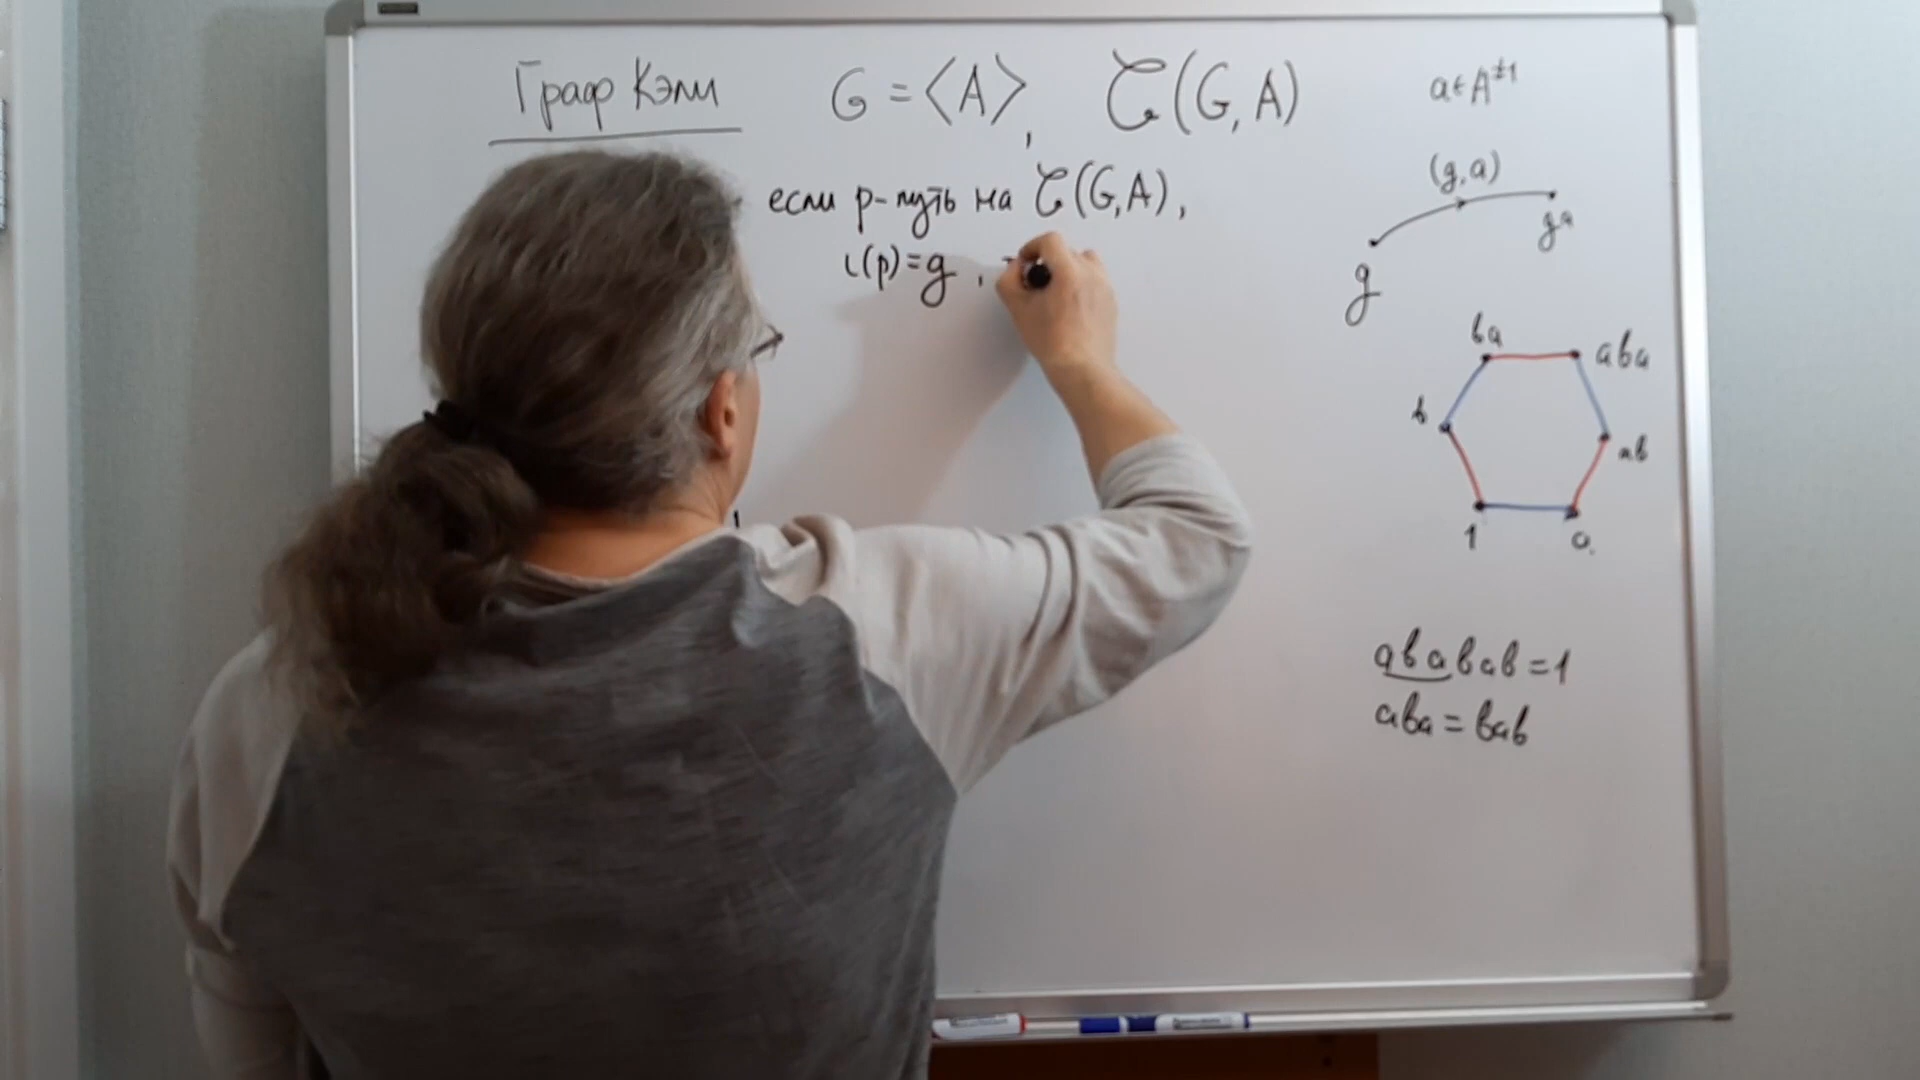 Граф Кэли G = ⟨A⟩, 𝒞(G, A) a ∈ A^{±1}
если p - путь на 𝒞(G, A),
ι(p) = g ,
(g, a)
g ga
ba aba
b ab
1 a
ababab = 1
aba = bab